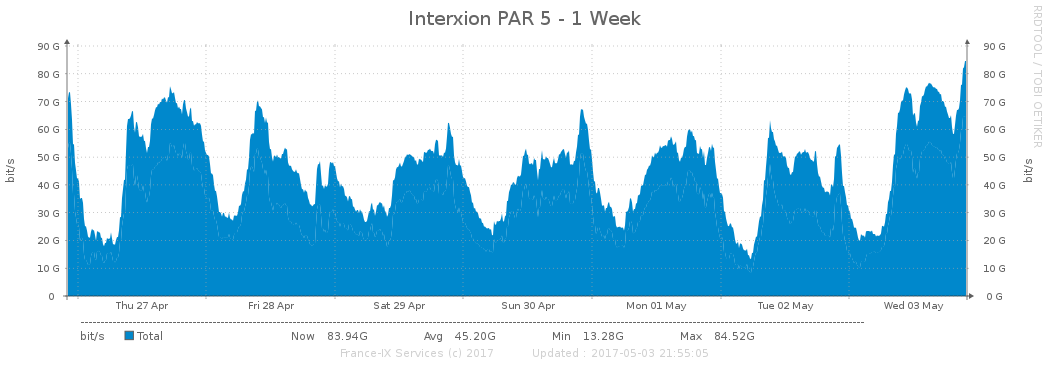 Interxion PAR 5 - 1 Week
RRDTOOL / TOBI OETIKER
90 G 90 G
80 G 80 G
70 G 70 G
60 G 60 G
50 G 50 G
40 G 40 G
30 G 30 G
20 G 20 G
10 G 10 G
0 0 G
bit/s
bit/s
Thu 27 Apr Fri 28 Apr Sat 29 Apr Sun 30 Apr Mon 01 May Tue 02 May Wed 03 May
bit/s Total Now 83.94G Avg 45.20G Min 13.28G Max 84.52G
France-IX Services (c) 2017 Updated : 2017-05-03 21:55:05